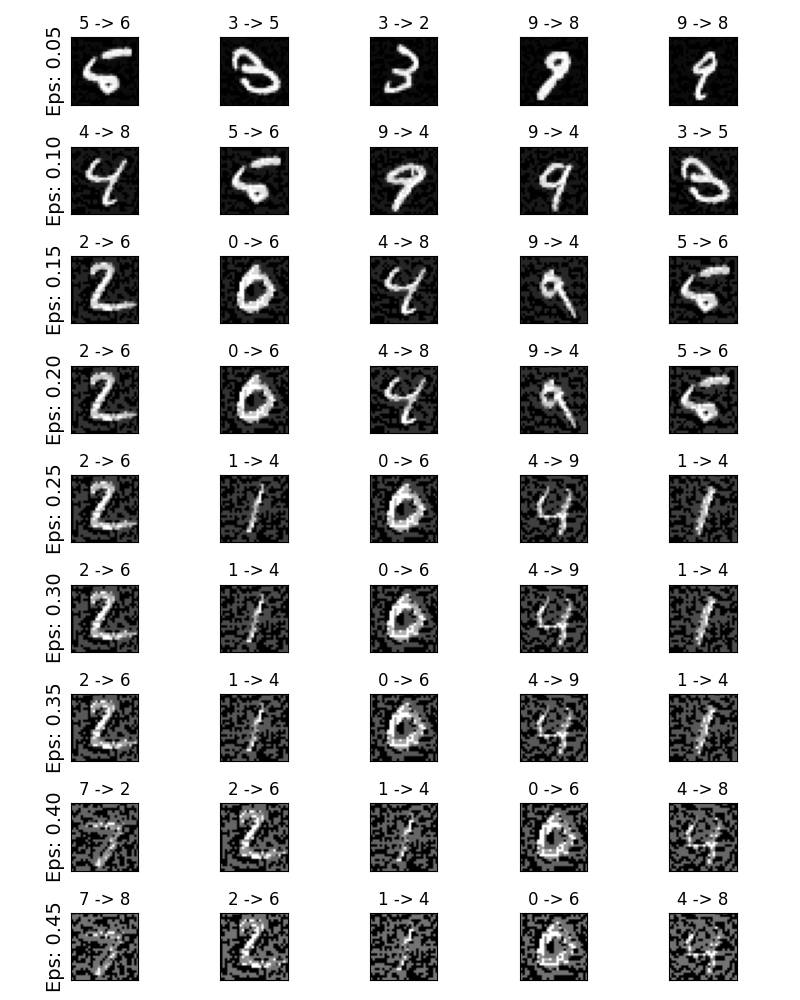 5 -> 6 3 -> 5 3 -> 2 9 -> 8 9 -> 8
Eps: 0.05
4 -> 8 5 -> 6 9 -> 4 9 -> 4 3 -> 5
Eps: 0.10
2 -> 6 0 -> 6 4 -> 8 9 -> 4 5 -> 6
Eps: 0.15
2 -> 6 0 -> 6 4 -> 8 9 -> 4 5 -> 6
Eps: 0.20
2 -> 6 1 -> 4 0 -> 6 4 -> 9 1 -> 4
Eps: 0.25
2 -> 6 1 -> 4 0 -> 6 4 -> 9 1 -> 4
Eps: 0.30
2 -> 6 1 -> 4 0 -> 6 4 -> 9 1 -> 4
Eps: 0.35
7 -> 2 2 -> 6 1 -> 4 0 -> 6 4 -> 8
Eps: 0.40
7 -> 8 2 -> 6 1 -> 4 0 -> 6 4 -> 8
Eps: 0.45